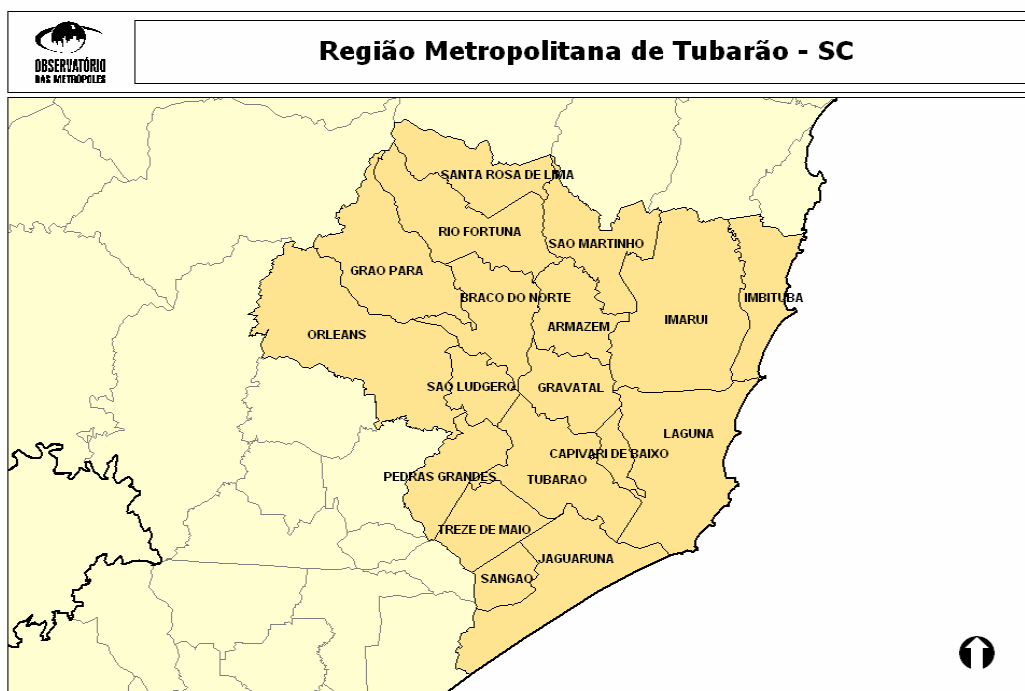 OBSERVATÓRIO
DAS METRÓPOLES
Região Metropolitana de Tubarão - SC
SANTA ROSA DE LIMA
RIO FORTUNA
SAO MARTINHO
GRAO PARA
BRACO DO NORTE
IMBITUBA
IMARUI
ARMAZEM
ORLEANS
SAO LUDGERO
GRAVATAL
LAGUNA
CAPIVARI DE BAIXO
PEDRAS GRANDES
TUBARAO
TREZE DE MAIO
JAGUARUNA
SANGAO